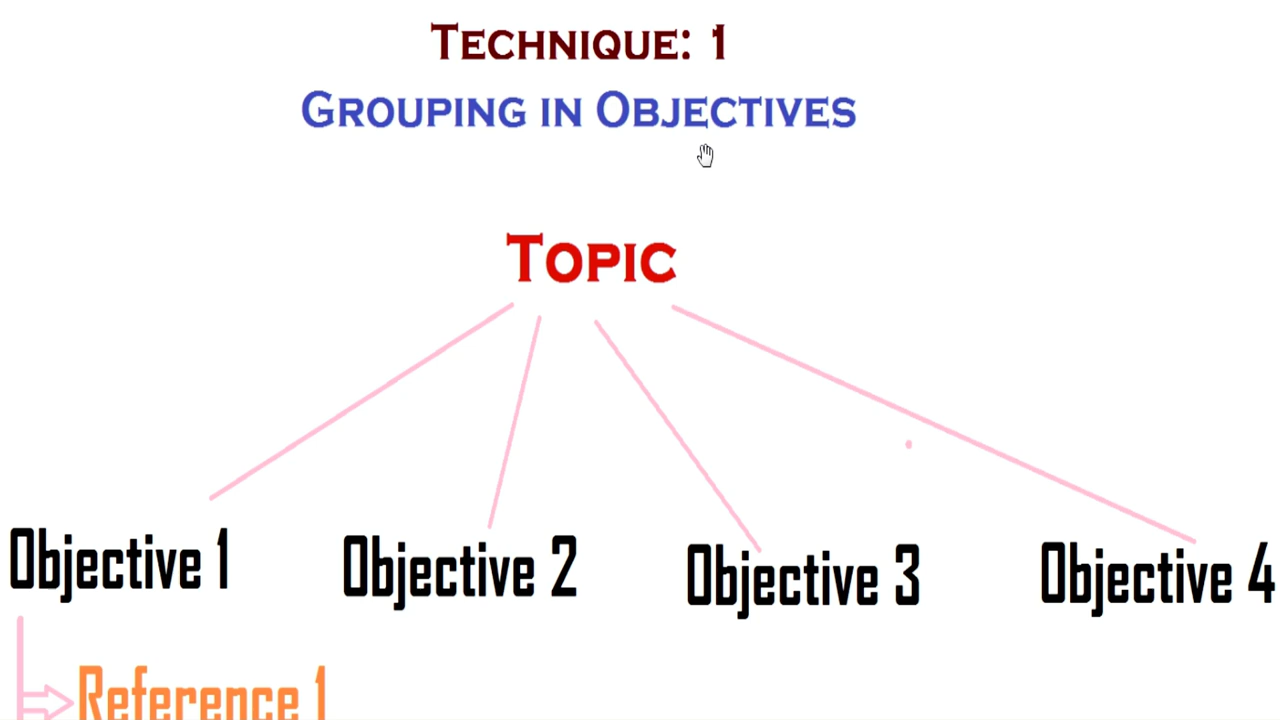 Technique: 1
Grouping in Objectives
Topic
Objective 1
Objective 2
Objective 3
Objective 4
Reference 1